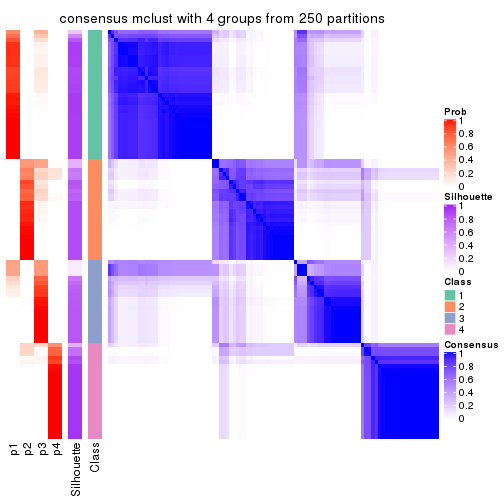 consensus mclust with 4 groups from 250 partitions
Prob
1
0.8
0.6
0.4
0.2
0
Silhouette
1
0.8
0.6
0.4
0.2
0
Class
1
2
3
4
Consensus
1
0.8
0.6
0.4
0.2
0
p1
p2
p3
p4
Silhouette
Class